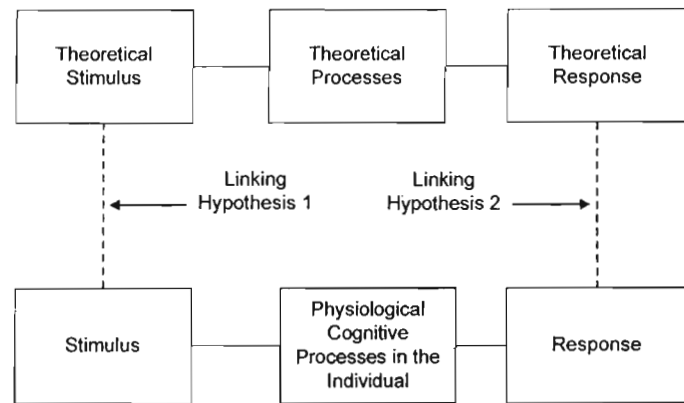 Theoretical
Stimulus
Theoretical
Processes
Theoretical
Response
Linking
Hypothesis 1
Linking
Hypothesis 2
Stimulus
Physiological
Cognitive
Processes in the
Individual
Response